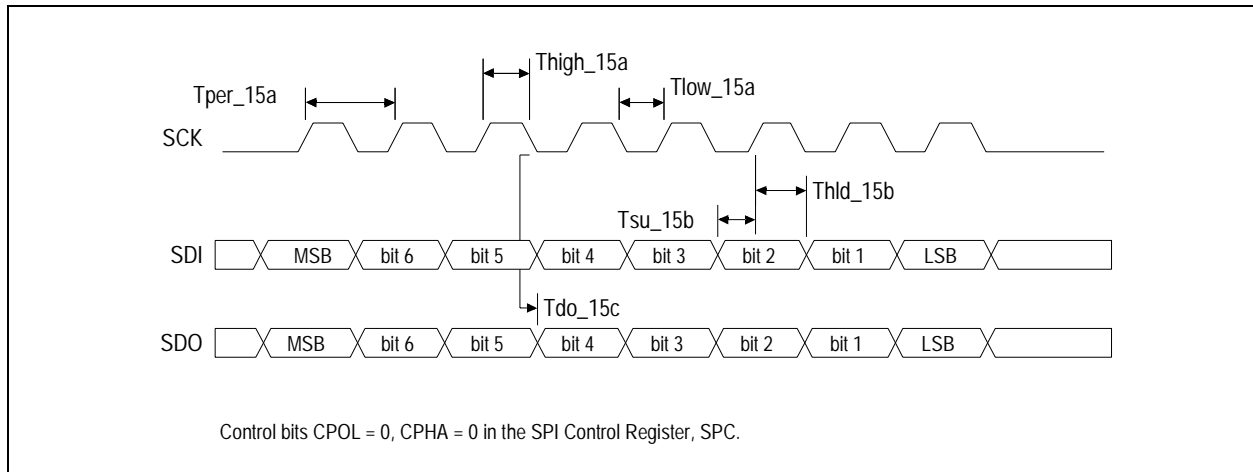 Thigh_15a
Tper_15a
Tlow_15a
SCK
Thld_15b
Tsu_15b
SDI MSB bit 6 bit 5 bit 4 bit 3 bit 2 bit 1 LSB
Tdo_15c
SDO MSB bit 6 bit 5 bit 4 bit 3 bit 2 bit 1 LSB
Control bits CPOL = 0, CPHA = 0 in the SPI Control Register, SPC.